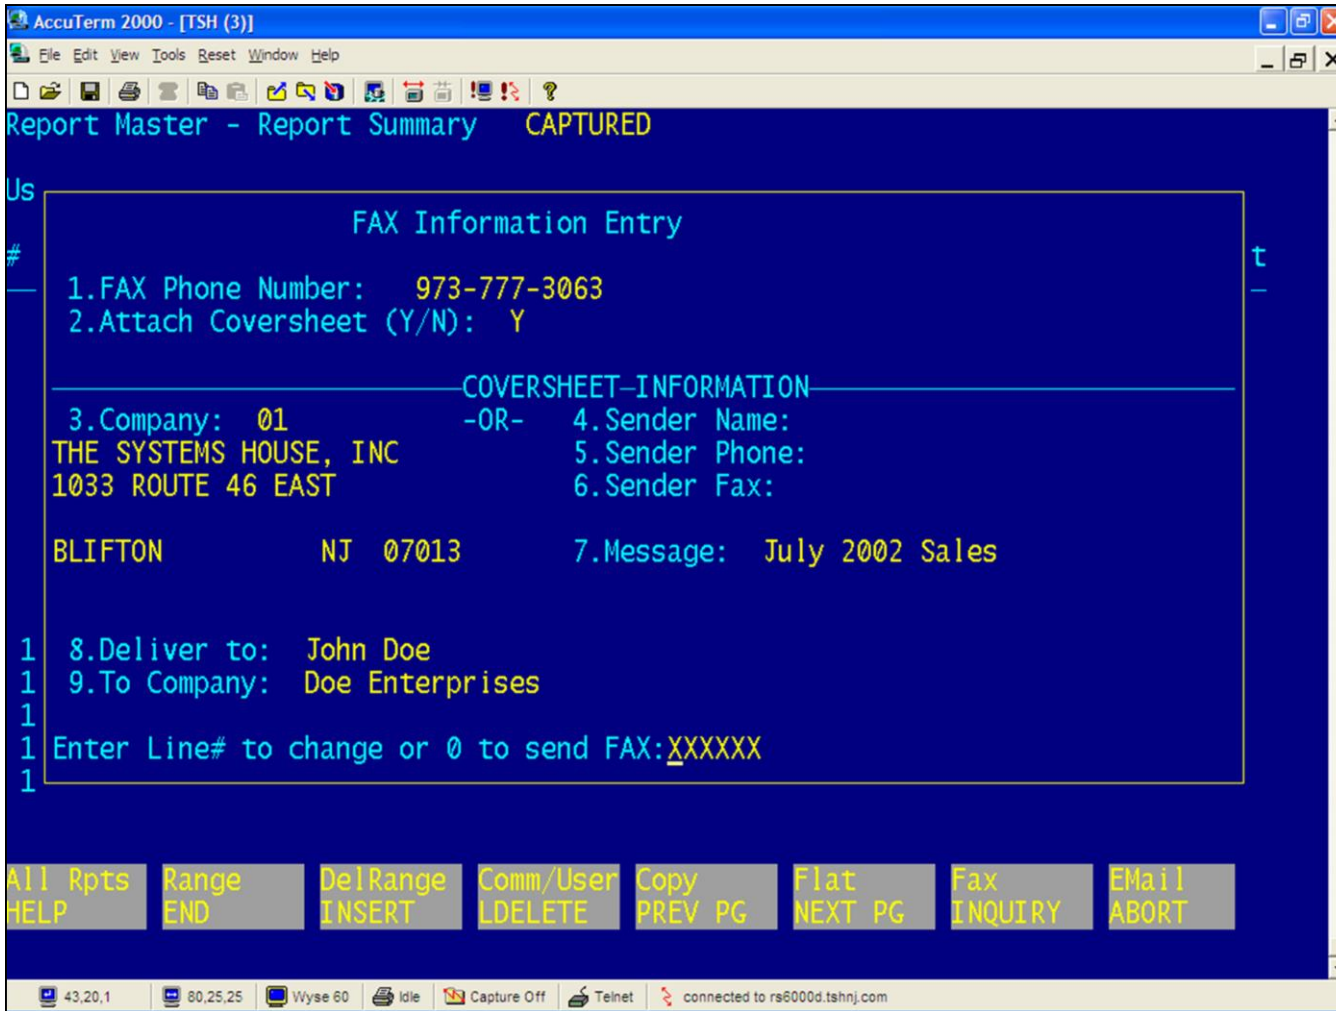 AccuTerm 2000 - [TSH (3)]
File Edit View Tools Reset Window Help
Report Master - Report Summary CAPTURED
Us
FAX Information Entry
# t
1.FAX Phone Number: 973-777-3063
2.Attach Coversheet (Y/N): Y
COVERSHEET-INFORMATION
3.Company: 01 -OR- 4.Sender Name:
THE SYSTEMS HOUSE, INC 5.Sender Phone:
1033 ROUTE 46 EAST 6.Sender Fax:
BLIFTON NJ 07013 7.Message: July 2002 Sales
1 8.Deliver to: John Doe
1 9.To Company: Doe Enterprises
1
1 Enter Line# to change or 0 to send FAX:XXXXXX
1
All Rpts Range DelRange Comm/User Copy Flat Fax EMail
HELP END INSERT LDELETE PREV PG NEXT PG INQUIRY ABORT
43,20,1 80,25,25 Wyse 60 Idle Capture Off Telnet connected to rs6000d.tshnj.com